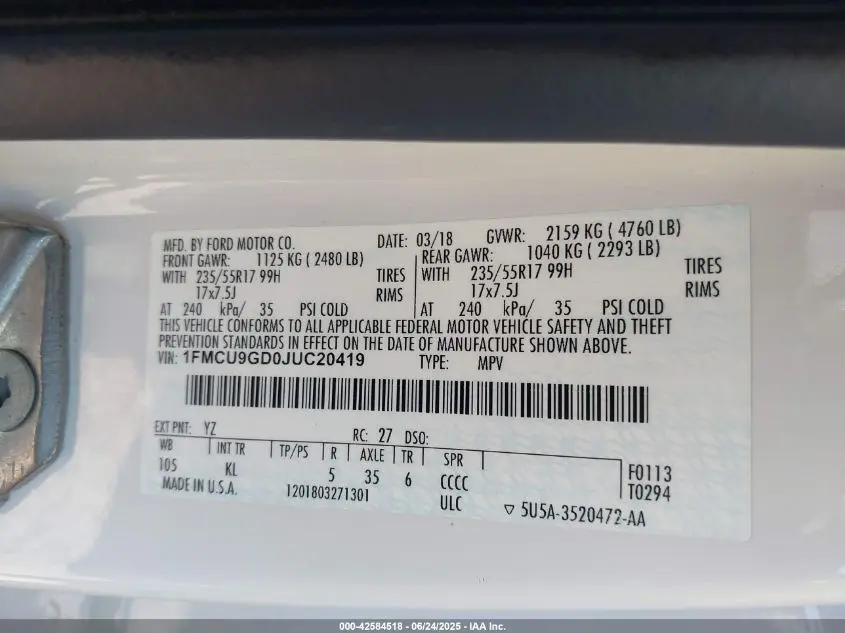 MFD. BY FORD MOTOR CO. DATE: 03/18 GVWR: 2159 KG ( 4760 LB)
FRONT GAWR: 1125 KG ( 2480 LB) REAR GAWR: 1040 KG ( 2293 LB)
WITH 235/55R17 99H TIRES WITH 235/55R17 99H TIRES
17x7.5J RIMS 17x7.5J RIMS
AT 240 kPa/ 35 PSI COLD AT 240 kPa/ 35 PSI COLD
THIS VEHICLE CONFORMS TO ALL APPLICABLE FEDERAL MOTOR VEHICLE SAFETY AND THEFT
PREVENTION STANDARDS IN EFFECT ON THE DATE OF MANUFACTURE SHOWN ABOVE.
VIN: 1FMCU9GD0JUC20419 TYPE: MPV
EXT PNT: YZ RC: 27 DSO:
WB INT TR TP/PS R AXLE TR SPR
105 KL 5 35 6 CCCC F0113
MADE IN U.S.A. 1201803271301 ULC T0294
▽ 5U5A-3520472-AA
000-42584518 - 06/24/2025 - IAA Inc.